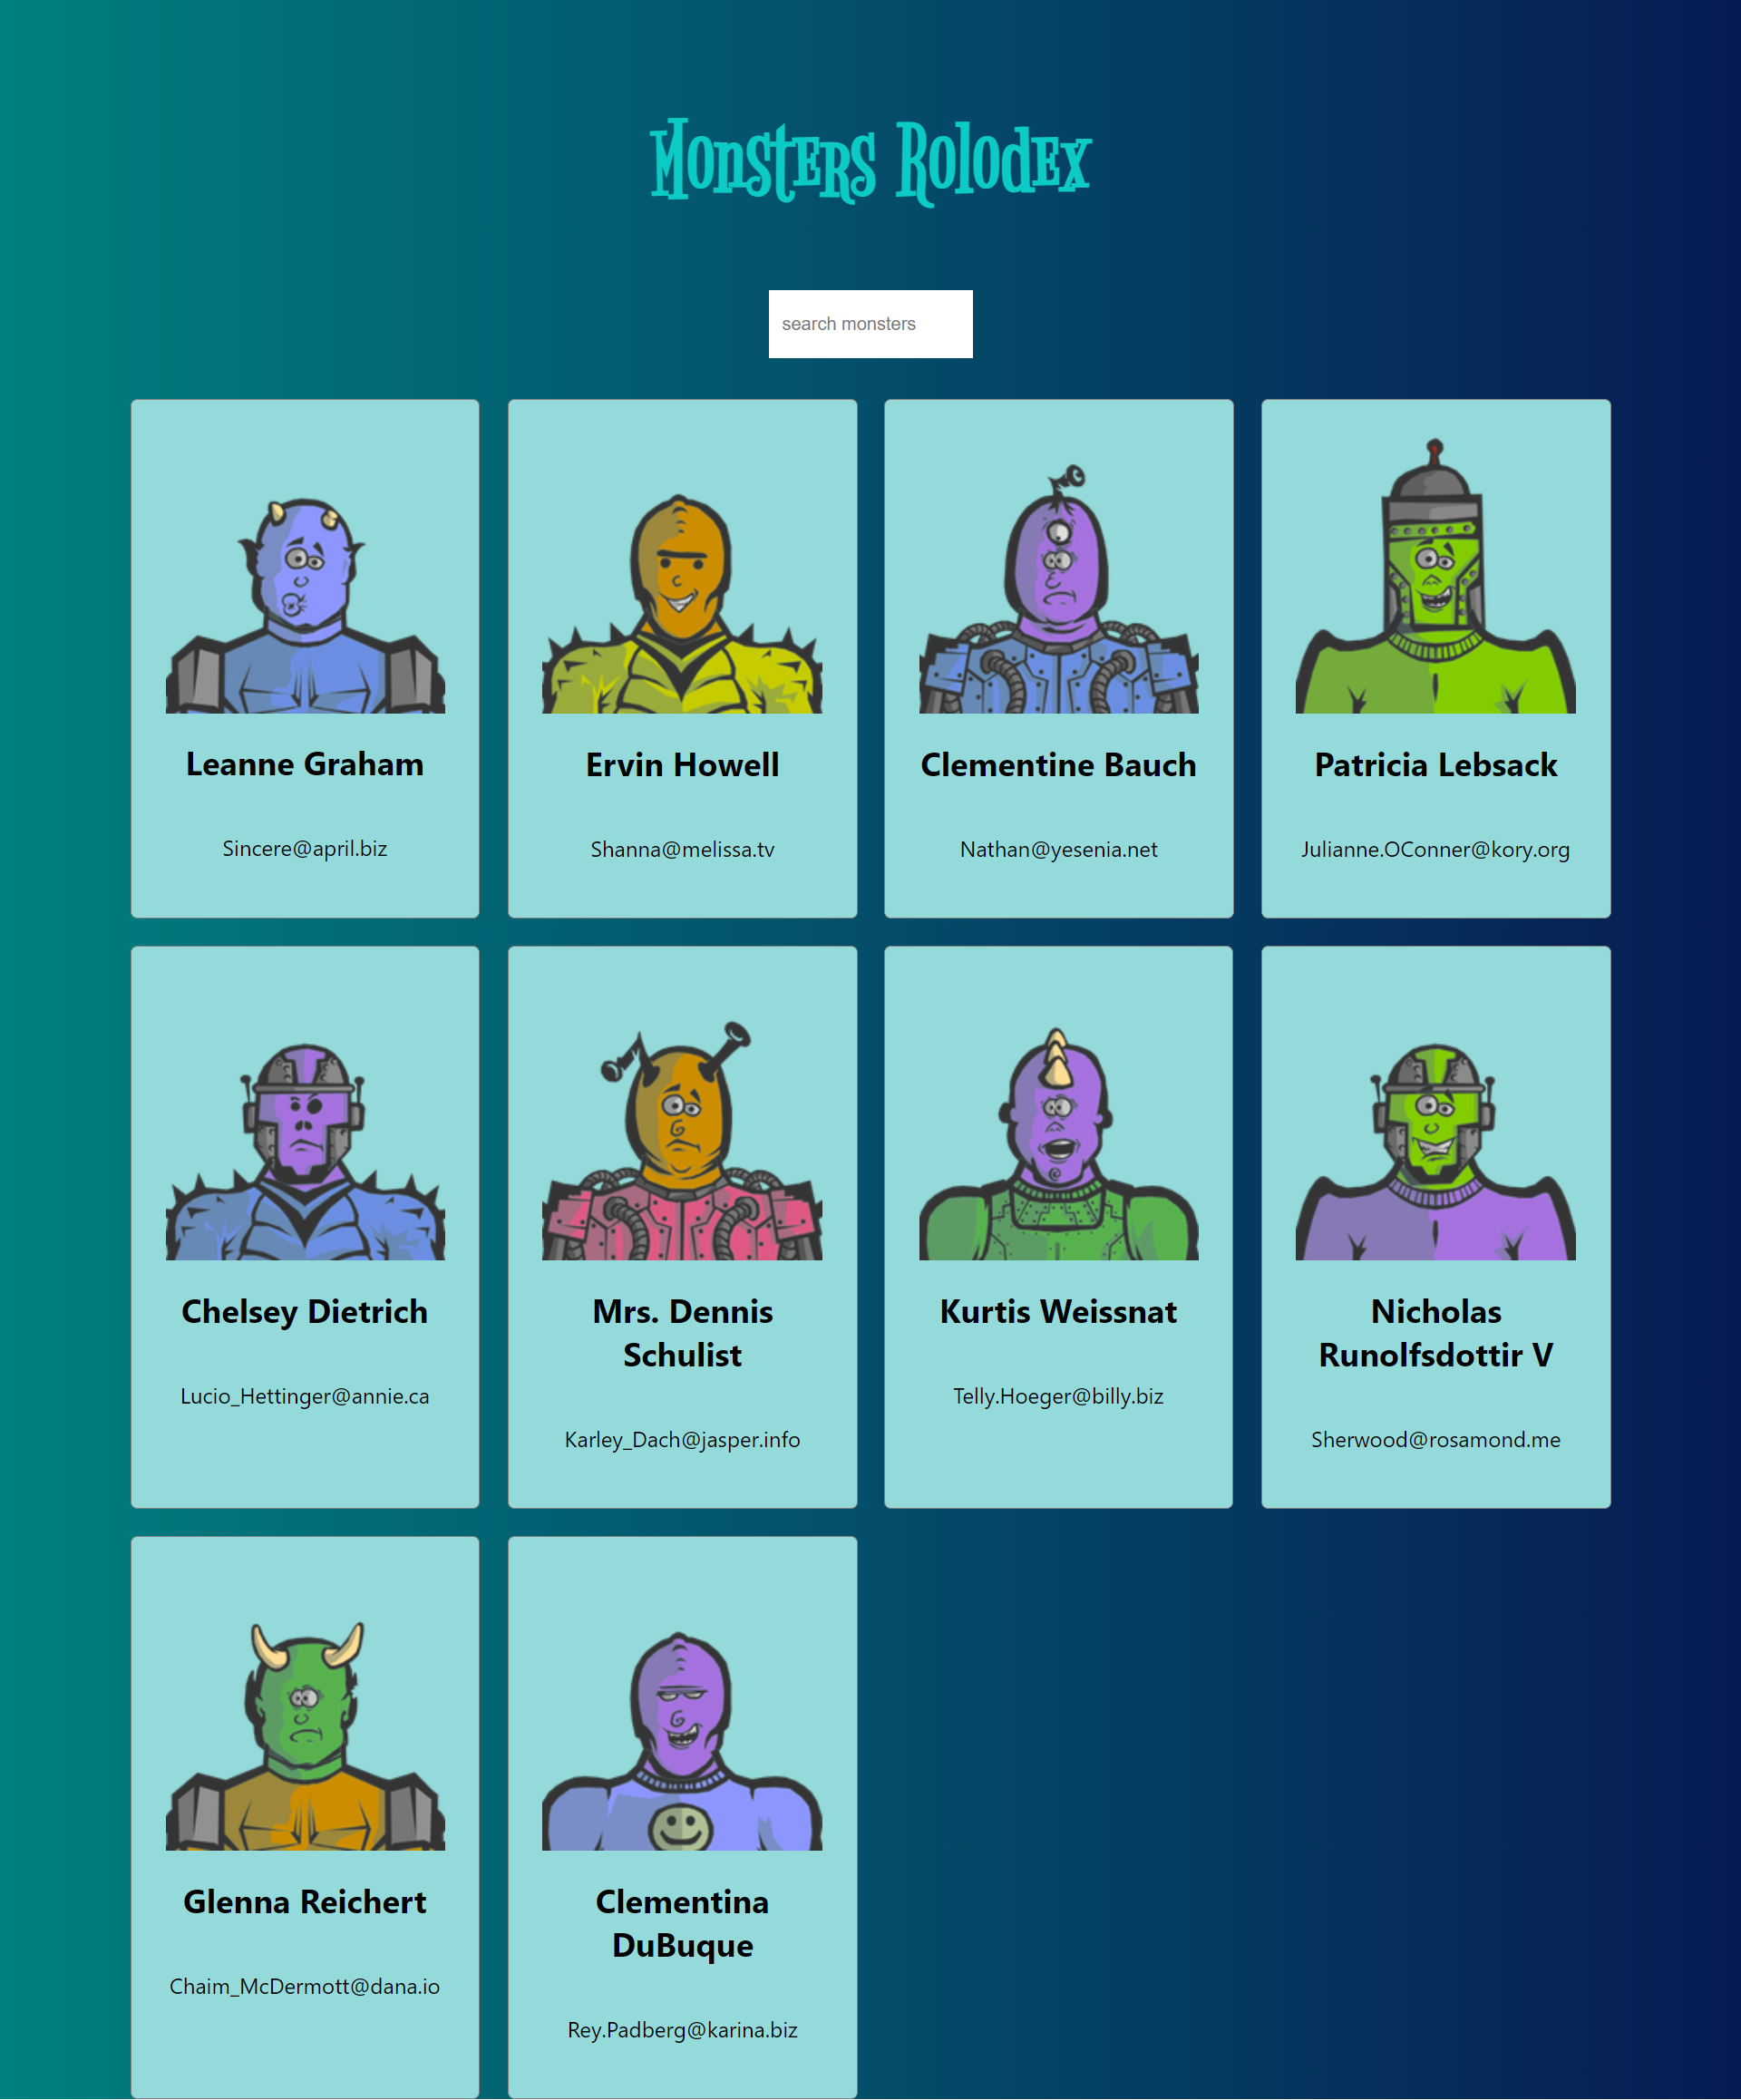 Monsters Rolodex
search monsters
Leanne Graham
Sincere@april.biz
Ervin Howell
Shanna@melissa.tv
Clementine Bauch
Nathan@yesenia.net
Patricia Lebsack
Julianne.OConner@kory.org
Chelsey Dietrich
Lucio_Hettinger@annie.ca
Mrs. Dennis
Schulist
Karley_Dach@jasper.info
Kurtis Weissnat
Telly.Hoeger@billy.biz
Nicholas
Runolfsdottir V
Sherwood@rosamond.me
Glenna Reichert
Chaim_McDermott@dana.io
Clementina
DuBuque
Rey.Padberg@karina.biz